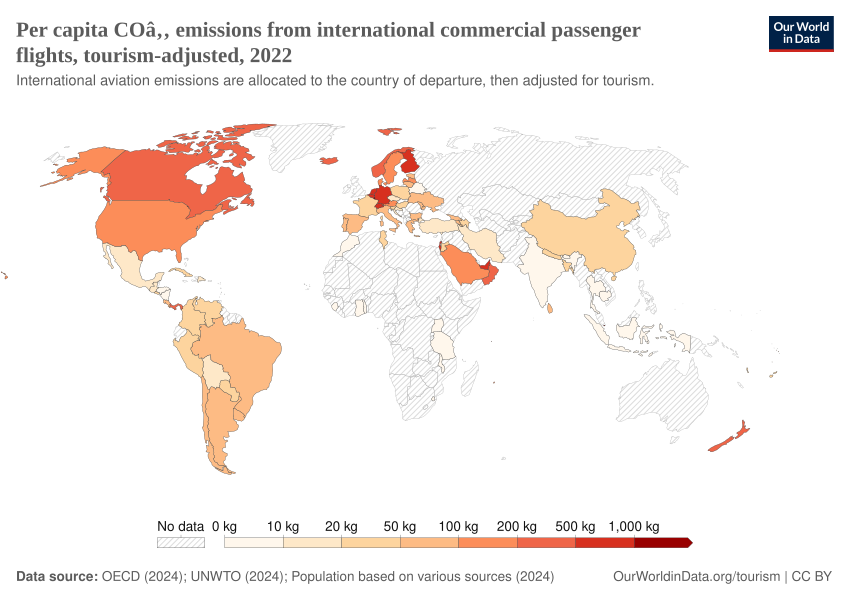 Per capita COâ‚‚ emissions from international commercial passenger
flights, tourism-adjusted, 2022
International aviation emissions are allocated to the country of departure, then adjusted for tourism.
Our World
in Data
No data
0 kg
10 kg
20 kg
50 kg
100 kg
200 kg
500 kg
1,000 kg
Data source: OECD (2024); UNWTO (2024); Population based on various sources (2024)
OurWorldinData.org/tourism | CC BY